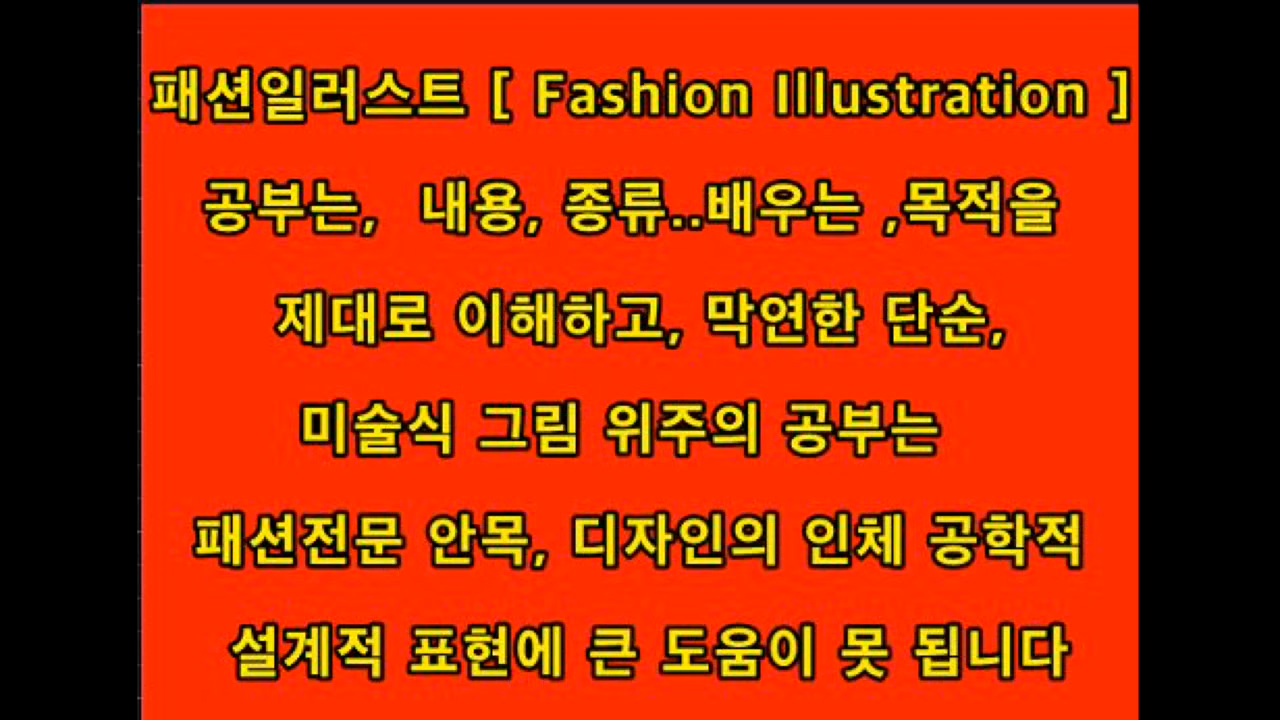 패션일러스트 [ Fashion Illustration ]
공부는, 내용, 종류..배우는 ,목적을
제대로 이해하고, 막연한 단순,
미술식 그림 위주의 공부는
패션전문 안목, 디자인의 인체 공학적
설계적 표현에 큰 도움이 못 됩니다